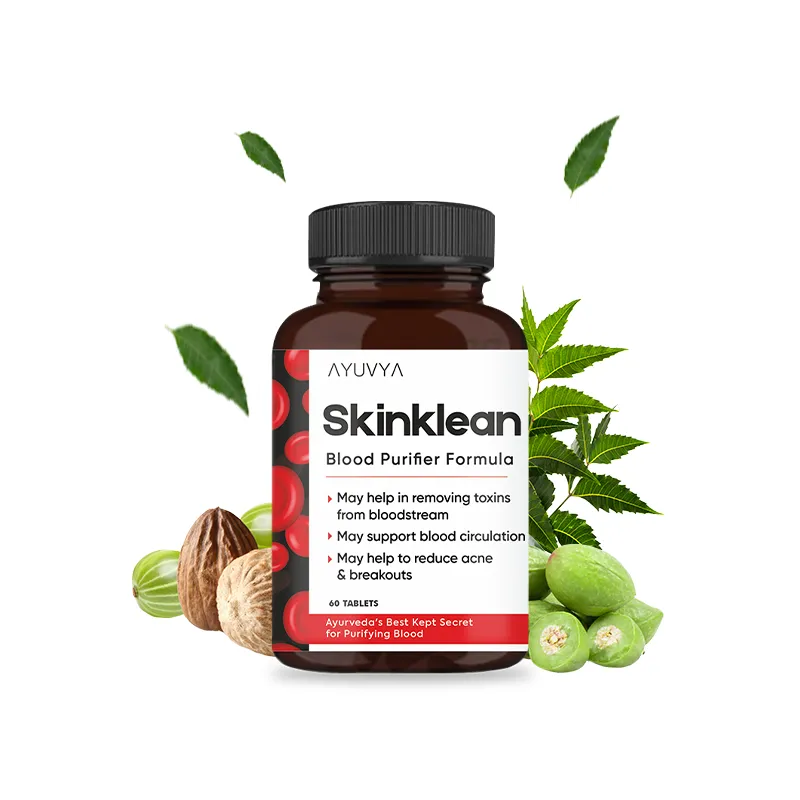 AYUVYA
Skinklean
Blood Purifier Formula
May help in removing toxins
from bloodstream
May support blood circulation
May help to reduce acne
& breakouts
60 TABLETS
Ayurveda's Best Kept Secret
for Purifying Blood